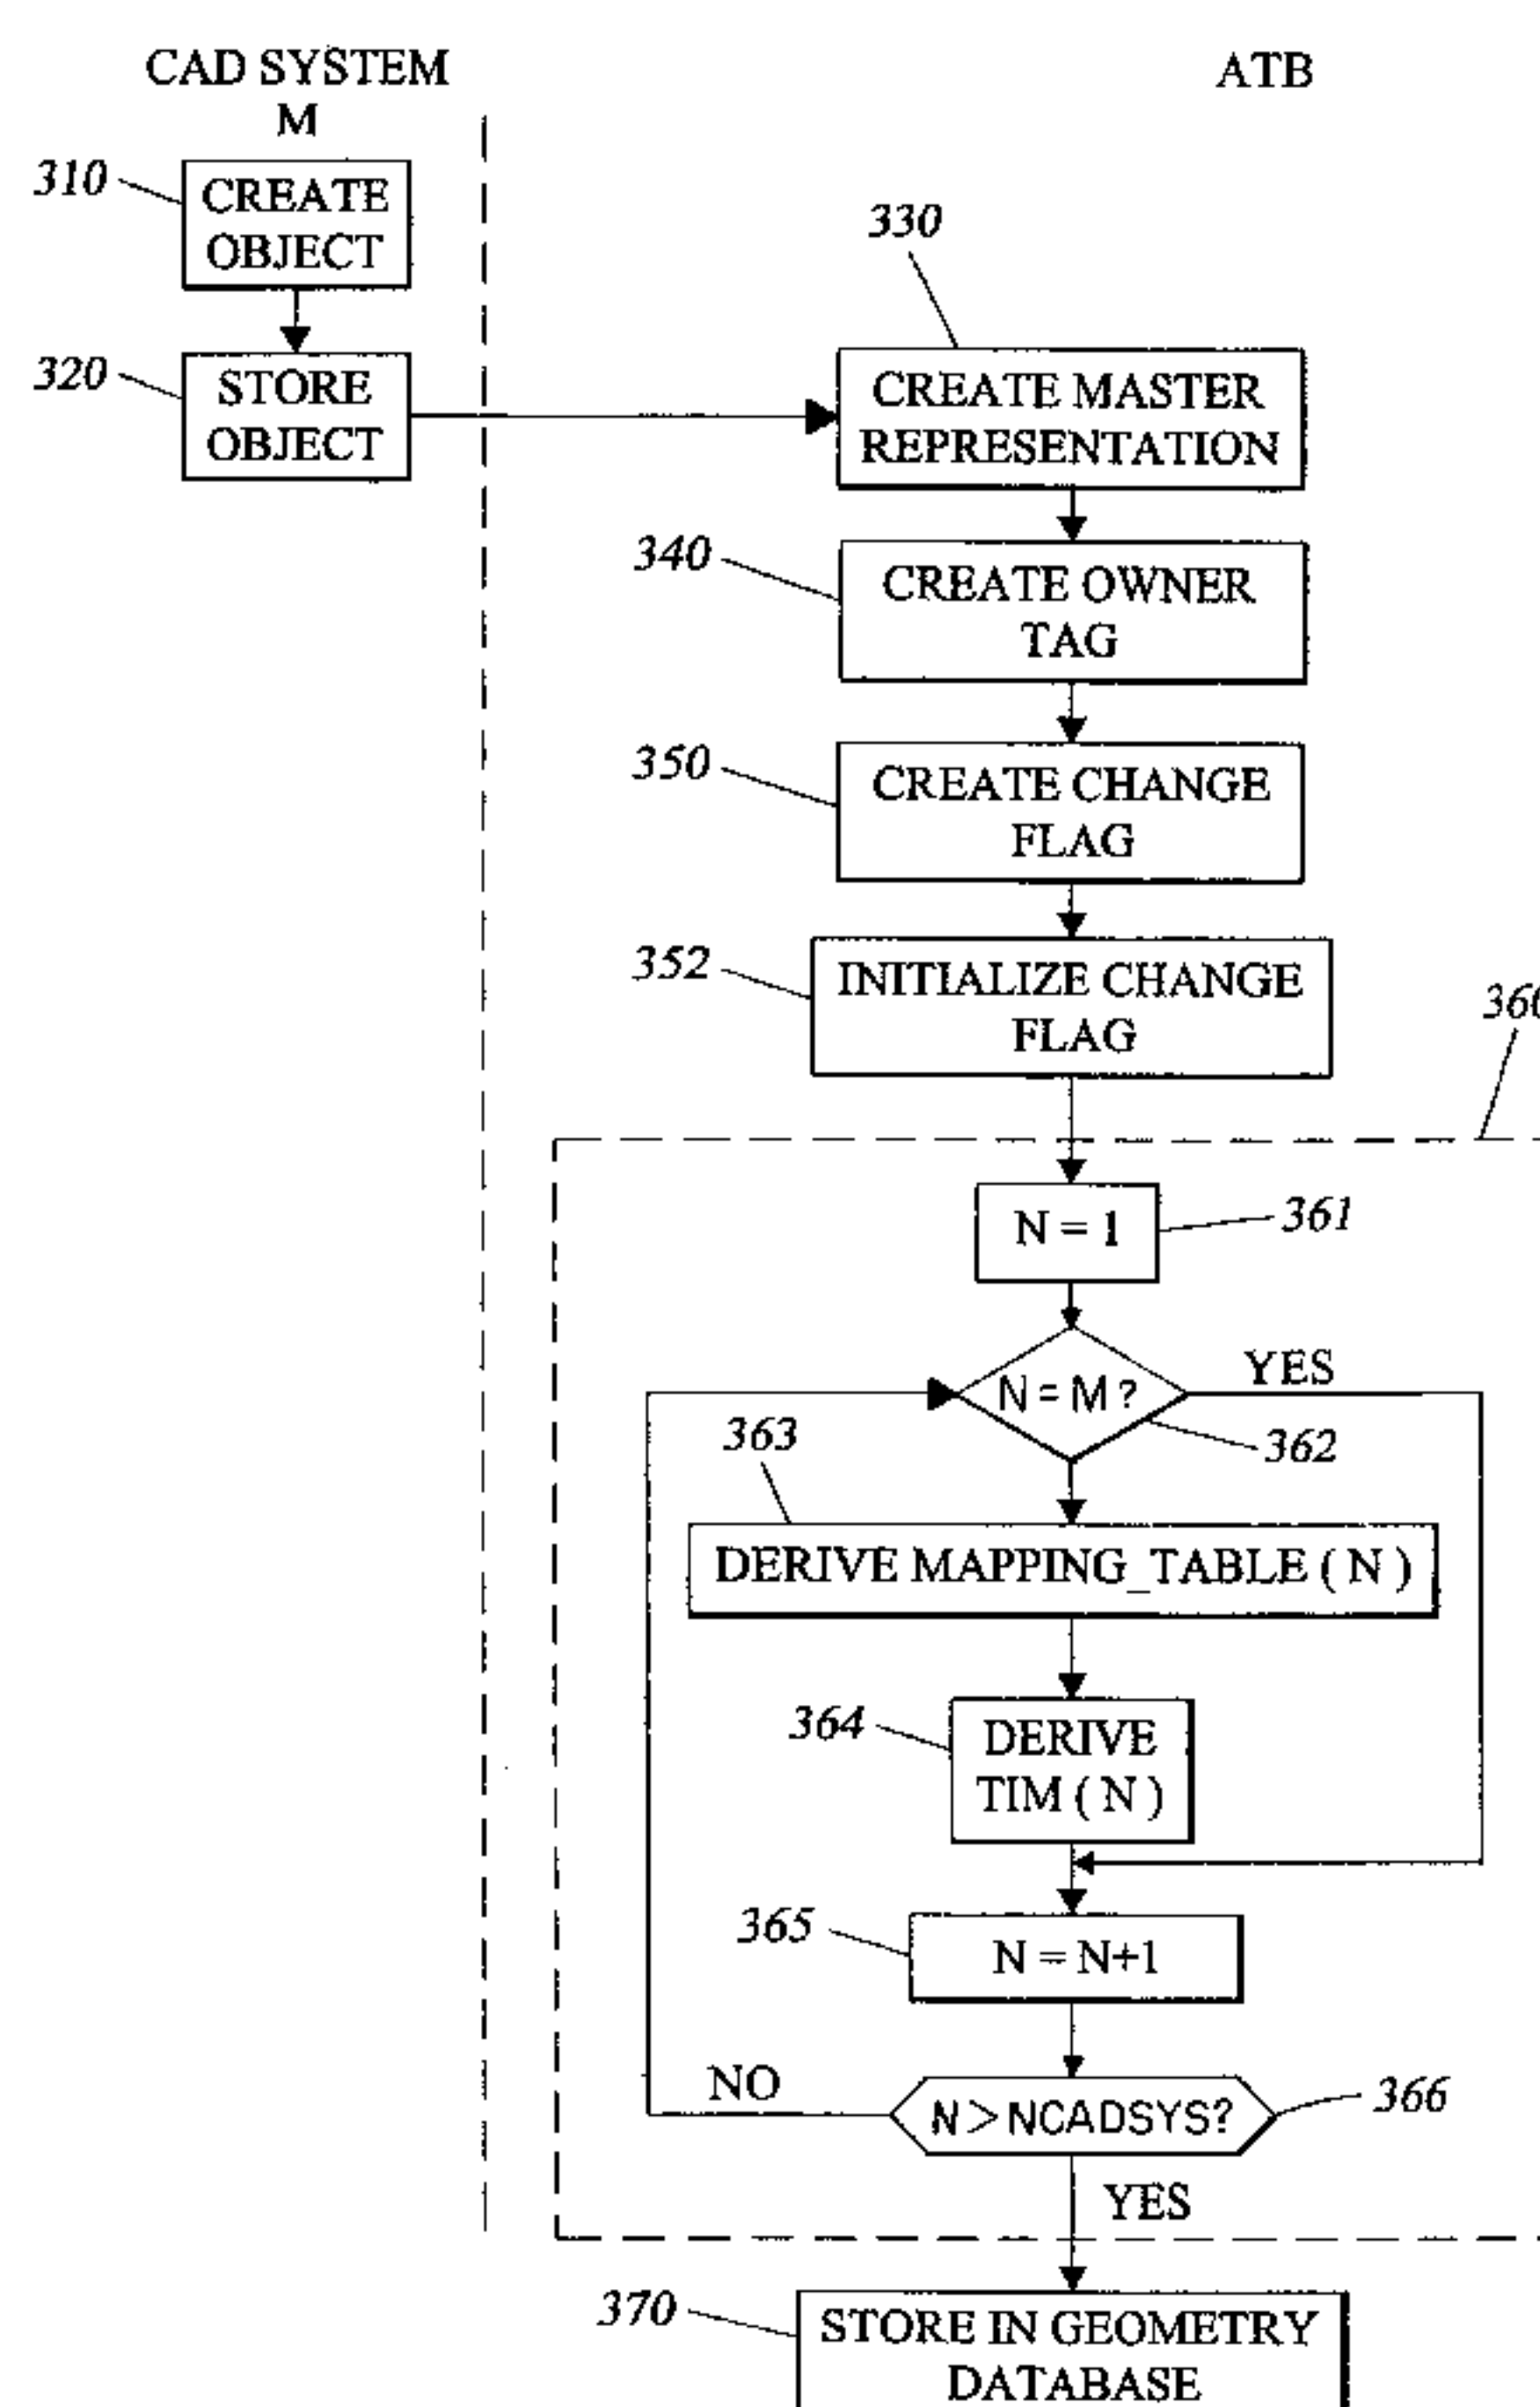 CAD SYSTEM
M
ATB
310
CREATE
OBJECT
330
320
STORE
OBJECT
CREATE MASTER
REPRESENTATION
340
CREATE OWNER
TAG
350
CREATE CHANGE
FLAG
352
INITIALIZE CHANGE
FLAG
360
N = 1
361
N = M ?
YES
362
363
DERIVE MAPPING_TABLE ( N )
364
DERIVE
TIM ( N )
365
N = N+1
NO
N > NCADSYS?
366
YES
370
STORE IN GEOMETRY
DATABASE